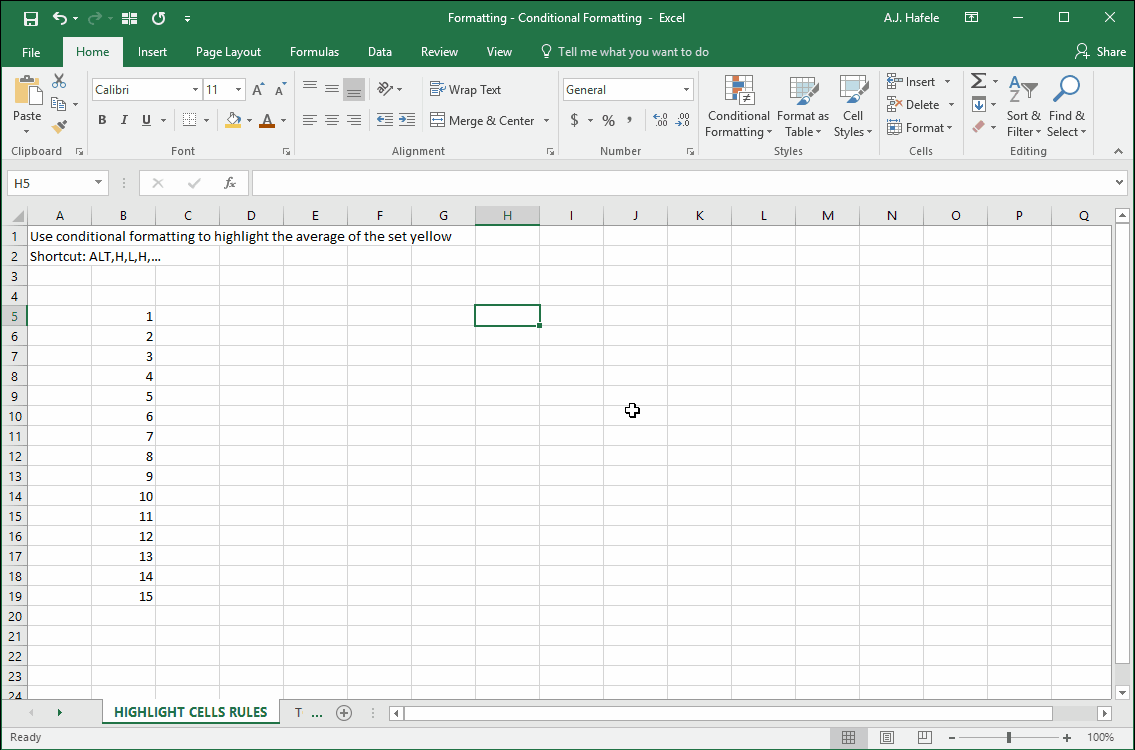 Formatting - Conditional Formatting - Excel
A.J. Hafele
File Home Insert Page Layout Formulas Data Review View Tell me what you want to do Share
Paste
Clipboard
Calibri 11
B I U A
Font
Wrap Text
Merge & Center
Alignment
General
$ % ,
Number
Conditional Formatting
Format as Table
Cell Styles
Styles
Insert
Delete
Format
Cells
Sort & Filter
Find & Select
Editing
H5 fx
A B C D E F G H I J K L M N O P Q
1 Use conditional formatting to highlight the average of the set yellow
2 Shortcut: ALT,H,L,H,...
3
4
5 1
6 2
7 3
8 4
9 5
10 6
11 7
12 8
13 9
14 10
15 11
16 12
17 13
18 14
19 15
20
21
22
23
24
HIGHLIGHT CELLS RULES T ...
Ready 100%